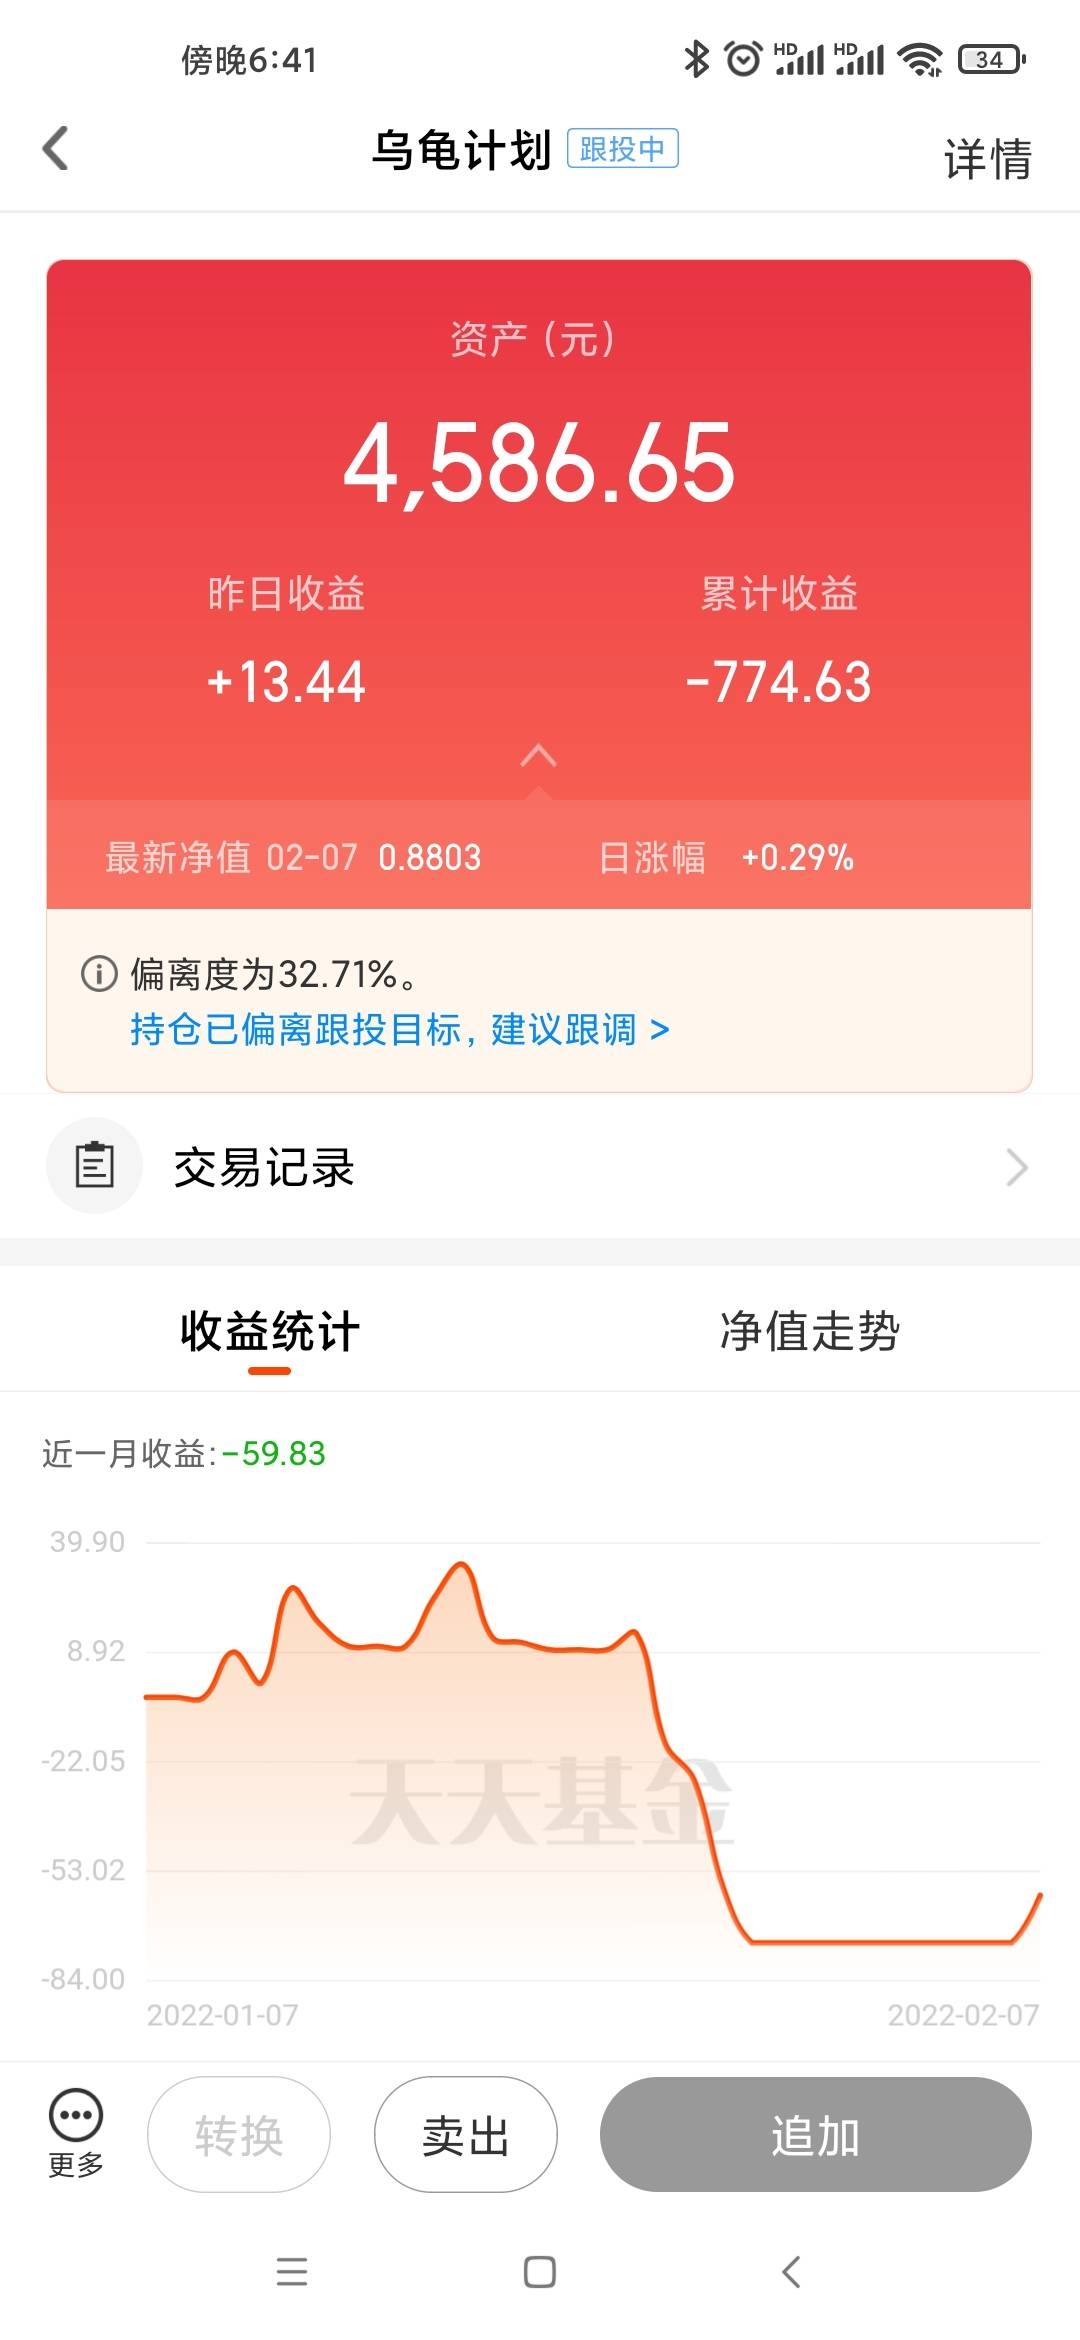 傍晚6:41
HD HD 34
乌龟计划 跟投中 详情
资产 (元)
4,586.65
昨日收益 累计收益
+13.44 -774.63
最新净值 02-07 0.8803 日涨幅 +0.29%
偏离度为32.71%。
持仓已偏离跟投目标, 建议跟调 >
交易记录
收益统计 净值走势
近一月收益:-59.83
39.90
8.92
-22.05
天天基金
-53.02
-84.00
2022-01-07 2022-02-07
更多 转换 卖出 追加